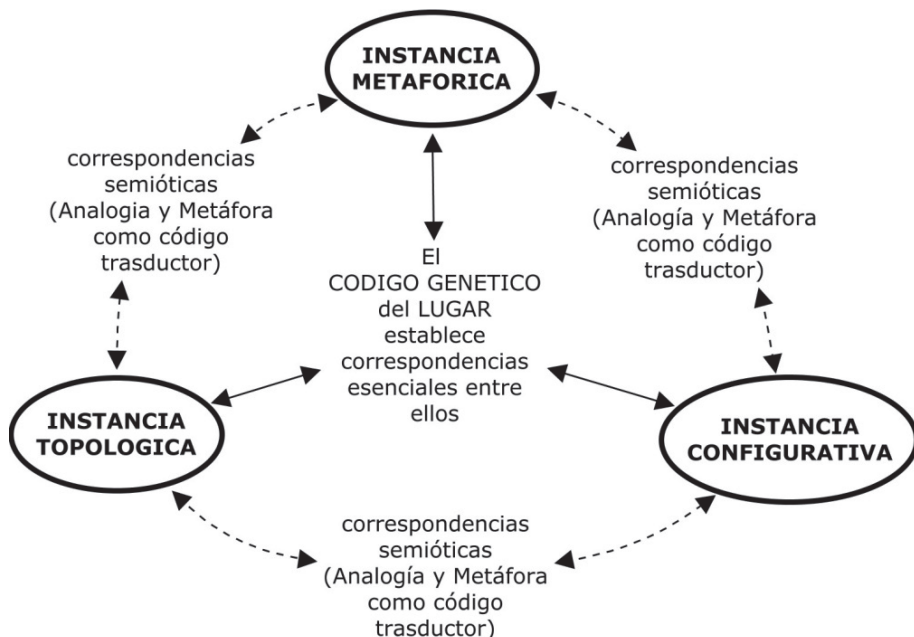 INSTANCIA
METAFORICA
correspondencias
semióticas
(Analogia y Metáfora
como código
trasductor)
correspondencias
semióticas
(Analogía y Metáfora
como código
trasductor)
El
CODIGO GENETICO
del LUGAR
establece
correspondencias
esenciales entre
ellos
INSTANCIA
TOPOLOGICA
INSTANCIA
CONFIGURATIVA
correspondencias
semióticas
(Analogía y Metáfora
como código
trasductor)